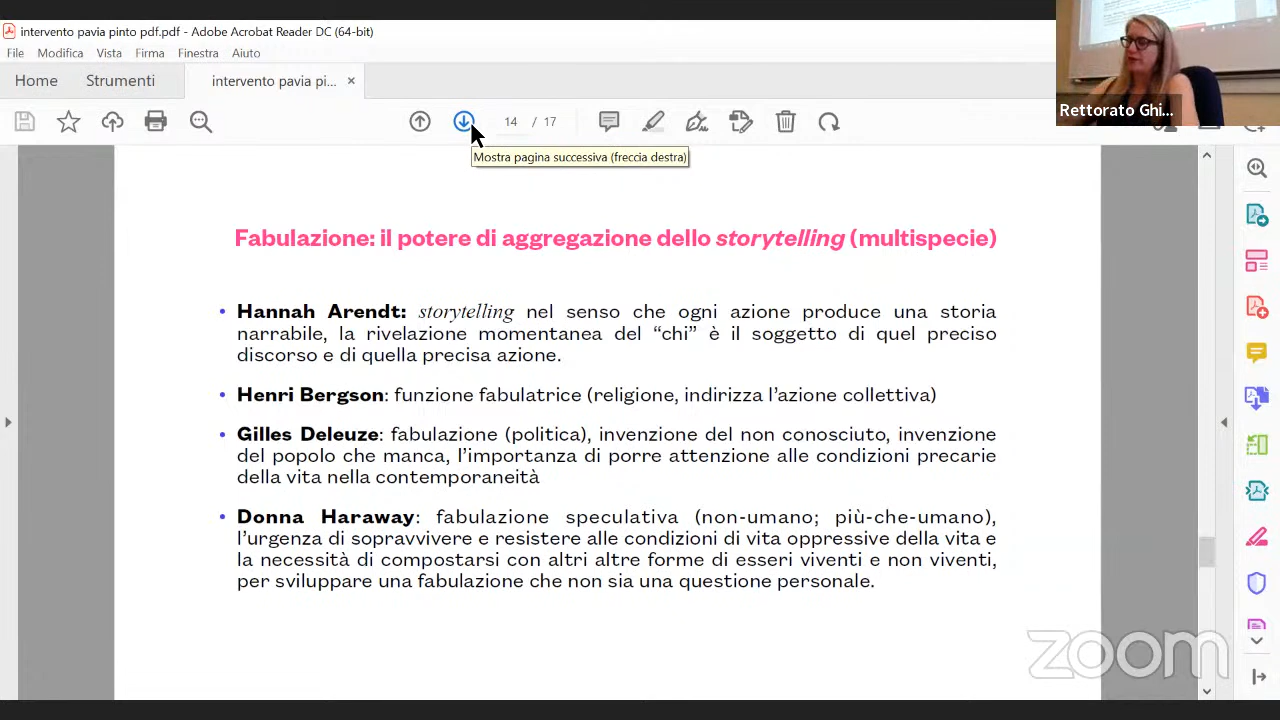 intervento pavia pinto pdf.pdf - Adobe Acrobat Reader DC (64-bit)
File Modifica Vista Firma Finestra Aiuto
Home Strumenti intervento pavia pi... ×
14 / 17
Mostra pagina successiva (freccia destra)
Rettorato Ghi...
Fabulazione: il potere di aggregazione dello storytelling (multispecie)
• Hannah Arendt: storytelling nel senso che ogni azione produce una storia
narrabile, la rivelazione momentanea del “chi” è il soggetto di quel preciso
discorso e di quella precisa azione.
• Henri Bergson: funzione fabulatrice (religione, indirizza l’azione collettiva)
• Gilles Deleuze: fabulazione (politica), invenzione del non conosciuto, invenzione
del popolo che manca, l’importanza di porre attenzione alle condizioni precarie
della vita nella contemporaneità
• Donna Haraway: fabulazione speculativa (non-umano; più-che-umano),
l’urgenza di sopravvivere e resistere alle condizioni di vita oppressive della vita e
la necessità di compostarsi con altri altre forme di esseri viventi e non viventi,
per sviluppare una fabulazione che non sia una questione personale.
zoom